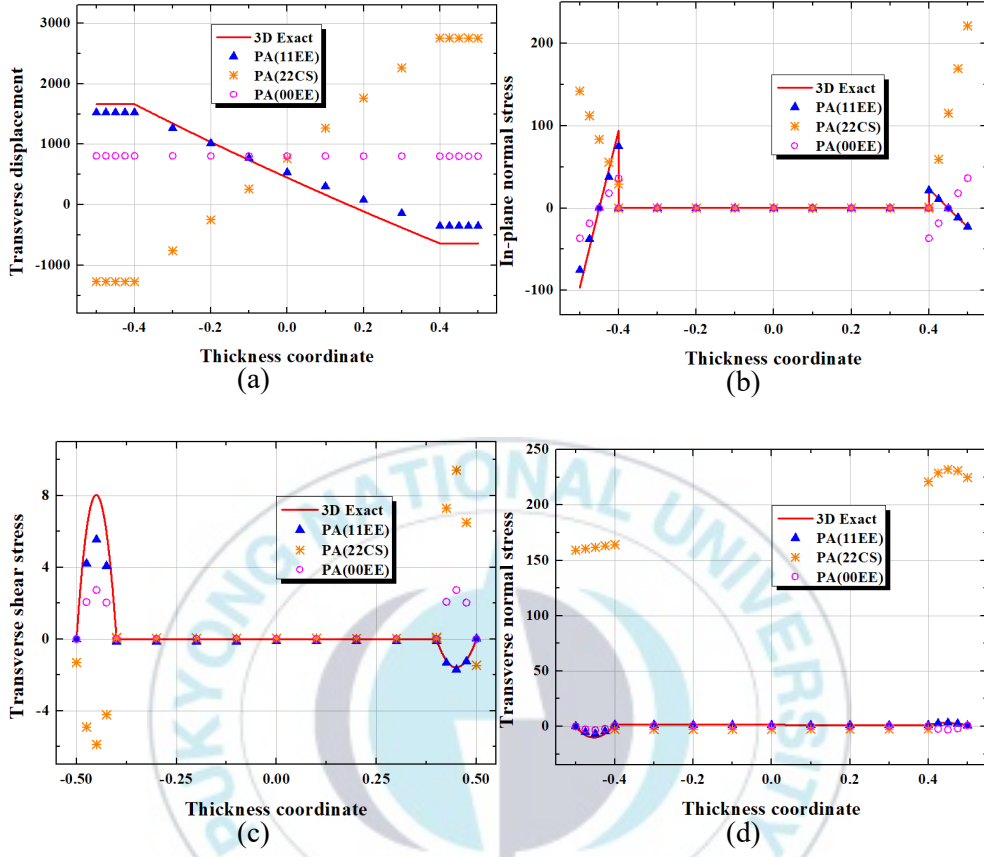 3D Exact
PA(11EE)
PA(22CS)
PA(00EE)
3000
2000
1000
0
-1000
-0.4
-0.2
0.0
0.2
0.4
Transverse displacement
Thickness coordinate
(a)
3D Exact
PA(11EE)
PA(22CS)
PA(00EE)
200
100
0
-100
-0.4
-0.2
0.0
0.2
0.4
In-plane normal stress
Thickness coordinate
(b)
3D Exact
PA(11EE)
PA(22CS)
PA(00EE)
8
4
0
-4
-0.50
-0.25
0.00
0.25
0.50
Transverse shear stress
Thickness coordinate
(c)
3D Exact
PA(11EE)
PA(22CS)
PA(00EE)
250
200
150
100
50
0
-0.4
-0.2
0.0
0.2
0.4
Transverse normal stress
Thickness coordinate
(d)
PUKYONG NATIONAL UNIVERSITY